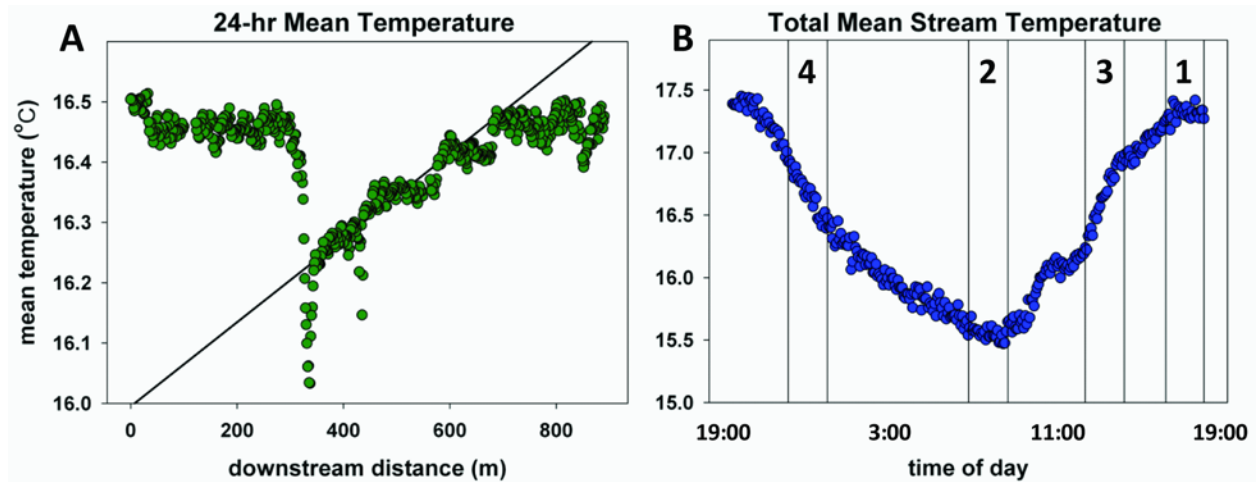 A
24-hr Mean Temperature
mean temperature (°C)
16.5
16.4
16.3
16.2
16.1
16.0
0 200 400 600 800
downstream distance (m)
B
Total Mean Stream Temperature
4 2 3 1
17.5
17.0
16.5
16.0
15.5
15.0
19:00 3:00 11:00 19:00
time of day